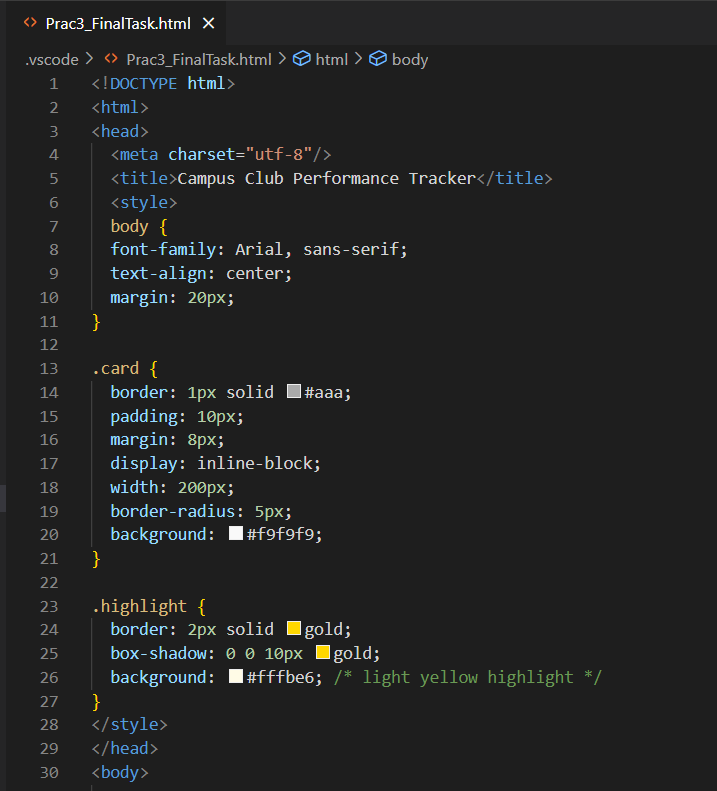 Prac3_FinalTask.html
.vscode > Prac3_FinalTask.html > html > body
1 <!DOCTYPE html>
2 <html>
3 <head>
4 <meta charset="utf-8"/>
5 <title>Campus Club Performance Tracker</title>
6 <style>
7 body {
8 font-family: Arial, sans-serif;
9 text-align: center;
10 margin: 20px;
11 }
12
13 .card {
14 border: 1px solid #aaa;
15 padding: 10px;
16 margin: 8px;
17 display: inline-block;
18 width: 200px;
19 border-radius: 5px;
20 background: #f9f9f9;
21 }
22
23 .highlight {
24 border: 2px solid gold;
25 box-shadow: 0 0 10px gold;
26 background: #fffbe6; /* light yellow highlight */
27 }
28 </style>
29 </head>
30 <body>